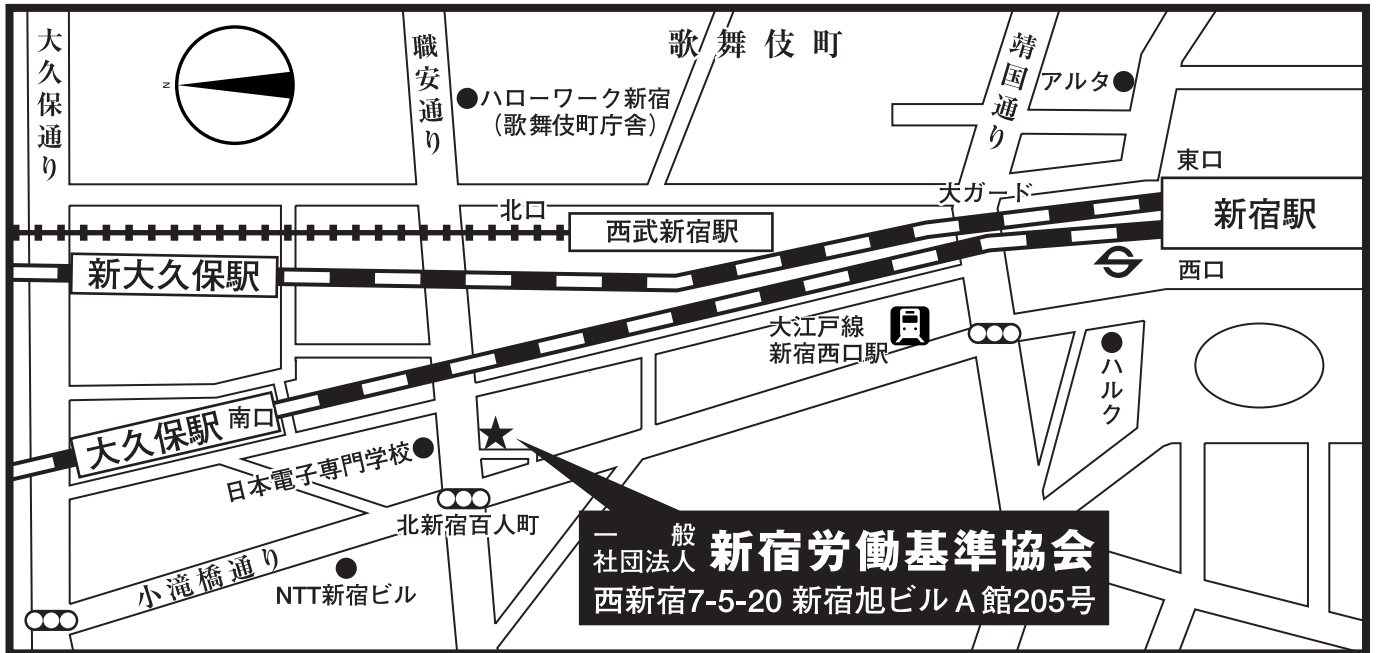 大久保通り
職安通り
歌舞伎町
靖国通り
アルタ
N
ハローワーク新宿
（歌舞伎町庁舎）
東口
大ガード
新宿駅
北口
西武新宿駅
新大久保駅
西口
大江戸線
新宿西口駅
ハルク
大久保駅
南口
日本電子専門学校
北新宿百人町
小滝橋通り
NTT新宿ビル
一般
社団法人
新宿労働基準協会
西新宿7-5-20 新宿旭ビルA館205号